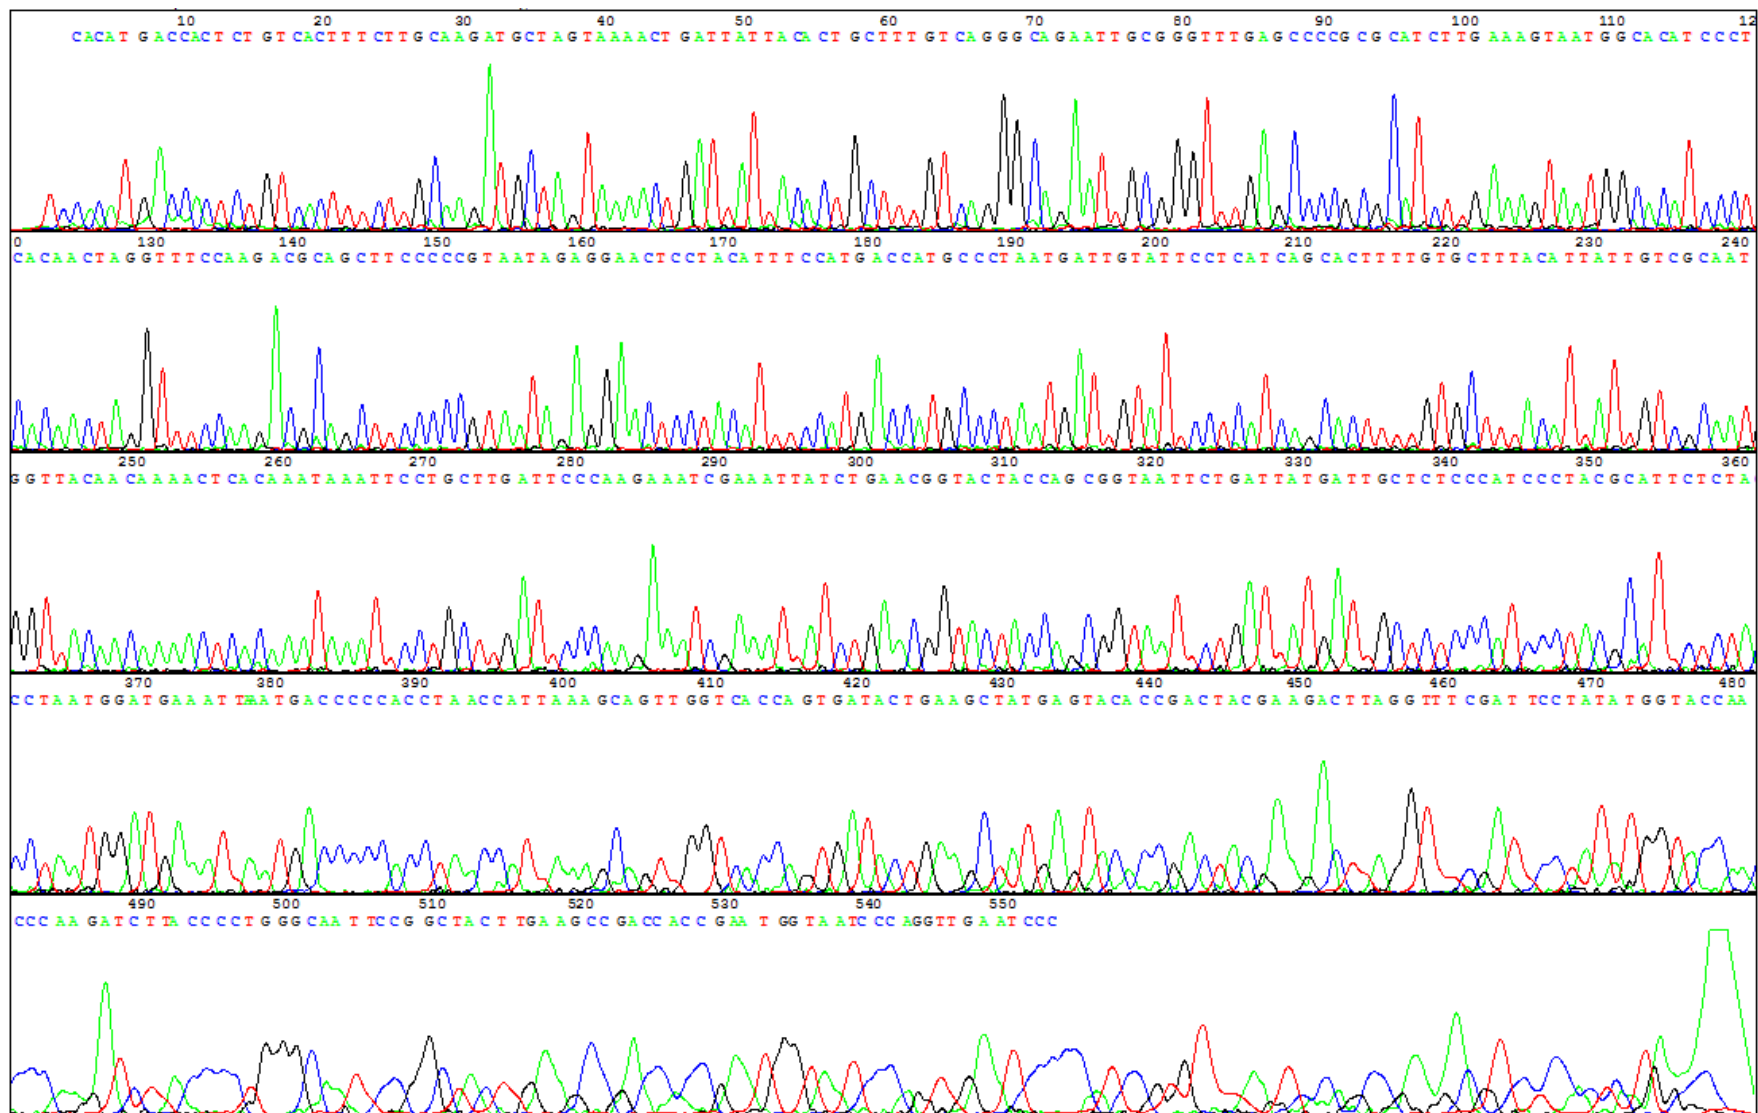 10 20 30 40 50 60 70 80 90 100 110 12
CACATGACCACTCTGTCACTTTCTTGCAAGATGCTAGTAAAACTGATTATTACACTGCTTTGTCAGGGCAGAATTGCGGGTTTGAGCCCCGCGCATCTTGAAAGTAATGGCACATCCCT
0 130 140 150 160 170 180 190 200 210 220 230 240
CACAACTAGGTTTCCAAGACGCAGCTTCCCCCGTAATAGAGGAACTCCTACATTTCCATGACCATGCCCTAATGATTGTATTCCTCATCAGCACTTTTGTGCTTTACATTATTGTCGCAAT
250 260 270 280 290 300 310 320 330 340 350 360
GGTTACAACAAAACTCACAAATAAATTCCTGCTTGATTCCCAAGAAATCGAAATTATCTGAACGGTACTACCAGCGGTAATTCTGATTATGATTGCTCTCCCATCCCTACGCATTCTCTA
370 380 390 400 410 420 430 440 450 460 470 480
CCTAATGGATGAAATTAATGACCCCCACCTAACCATTAAAGCAGTTGGTCACCAGTGATACTGAAGCTATGAGTACACCGACTACGAAGACTTAGGTTTCGATTCCTATATGGTACCAA
490 500 510 520 530 540 550
CCCAAGATCTTACCCCTGGGCAATTCCGGCTACTTGAAGCCGACCACCGAATGGTAATCCCAGGTTGAATCCC